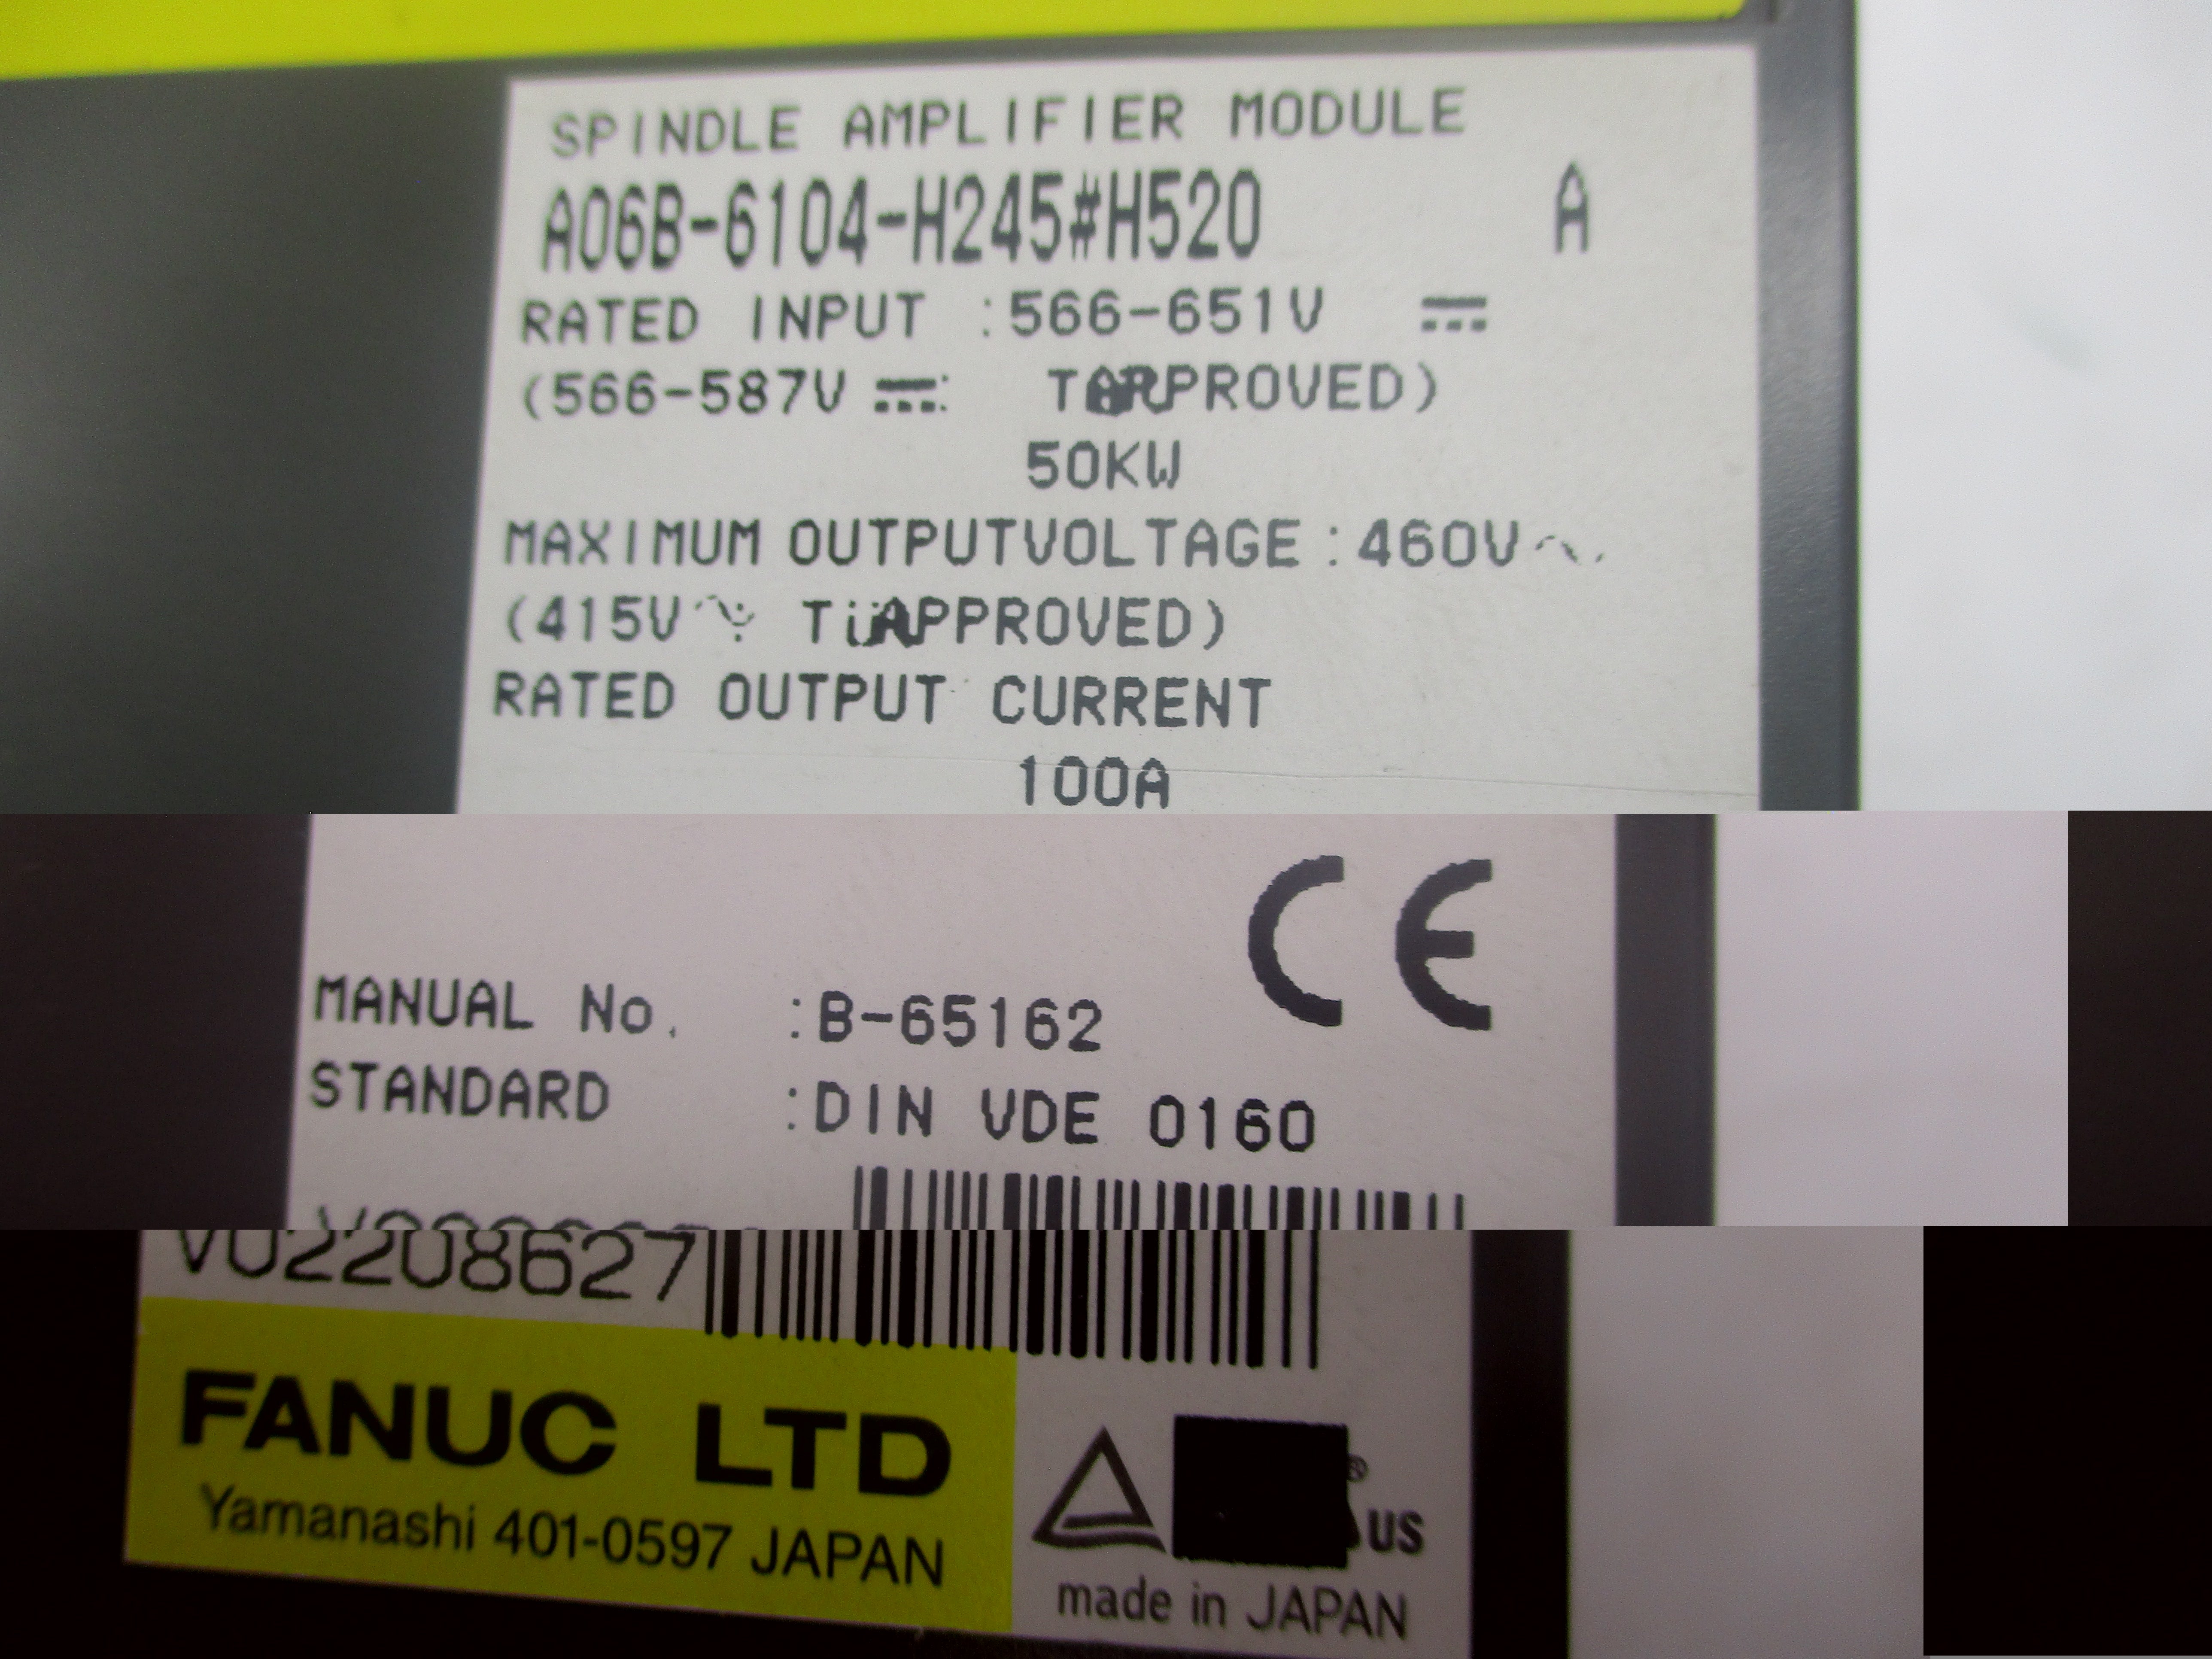 SPINDLE AMPLIFIER MODULE
A06B-6104-H245#H520 A
RATED INPUT :566-651V
(566-587V
50KW
MAXIMUM OUTPUTVOLTAGE :460V
(415V APPROVED)
RATED OUTPUT CURRENT
100A
CE
MANUAL No. :B-65162
STANDARD :DIN VDE 0160
V02208627
FANUC LTD
Yamanashi 401-0597 JAPAN
® US
made in JAPAN